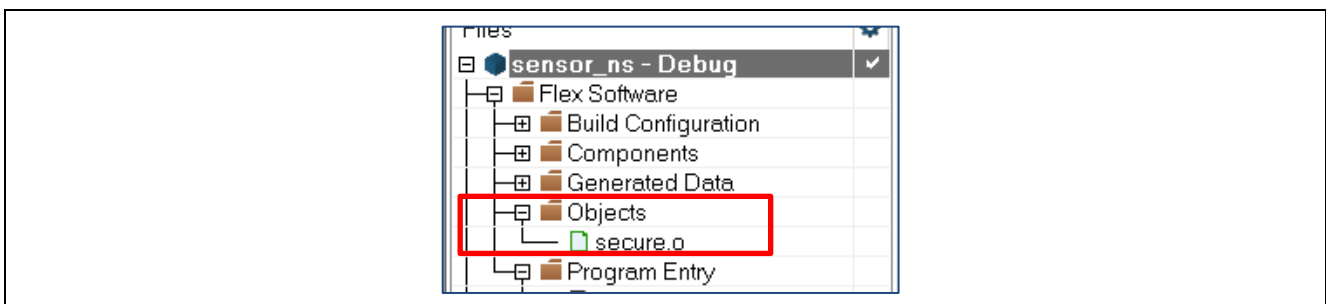 Files
sensor_ns - Debug
Flex Software
Build Configuration
Components
Generated Data
Objects
secure.o
Program Entry